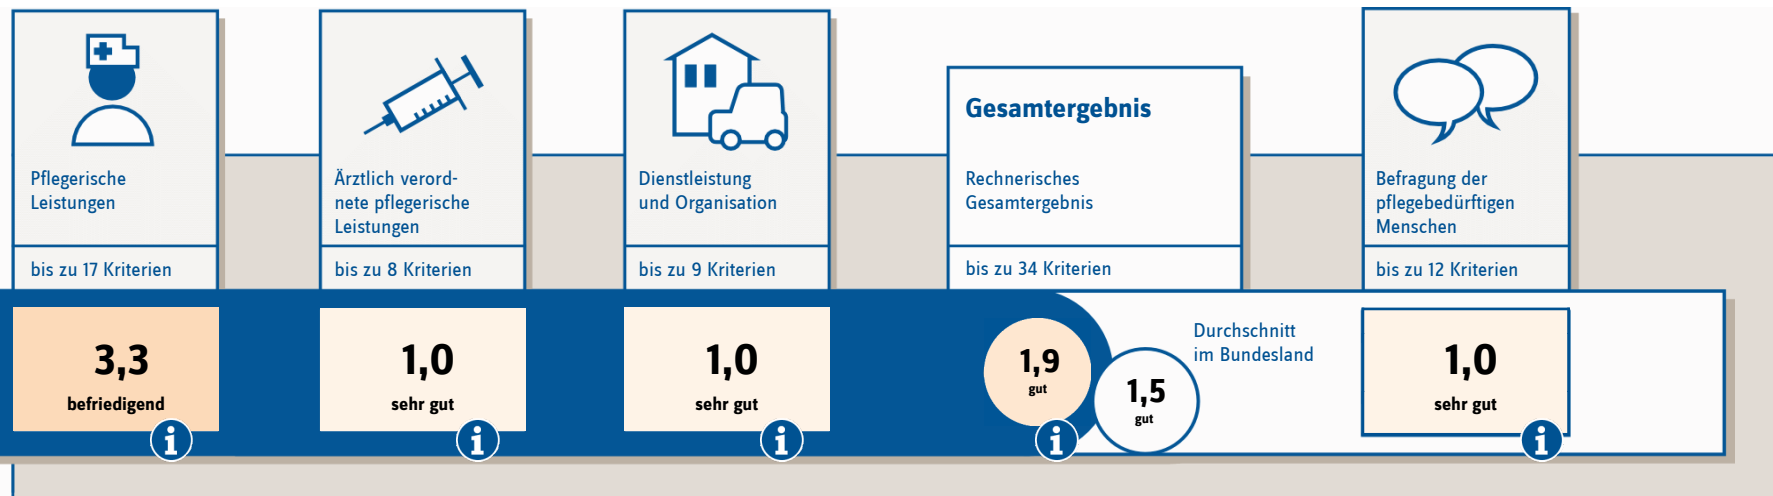 Pflegerische
Leistungen
bis zu 17 Kriterien
3,3
befriedigend
Ärztlich verord-
nete pflegerische
Leistungen
bis zu 8 Kriterien
1,0
sehr gut
Dienstleistung
und Organisation
bis zu 9 Kriterien
1,0
sehr gut
Gesamtergebnis
Rechnerisches
Gesamtergebnis
bis zu 34 Kriterien
1,9
gut
1,5
gut
Durchschnitt
im Bundesland
Befragung der
pflegebedürftigen
Menschen
bis zu 12 Kriterien
1,0
sehr gut